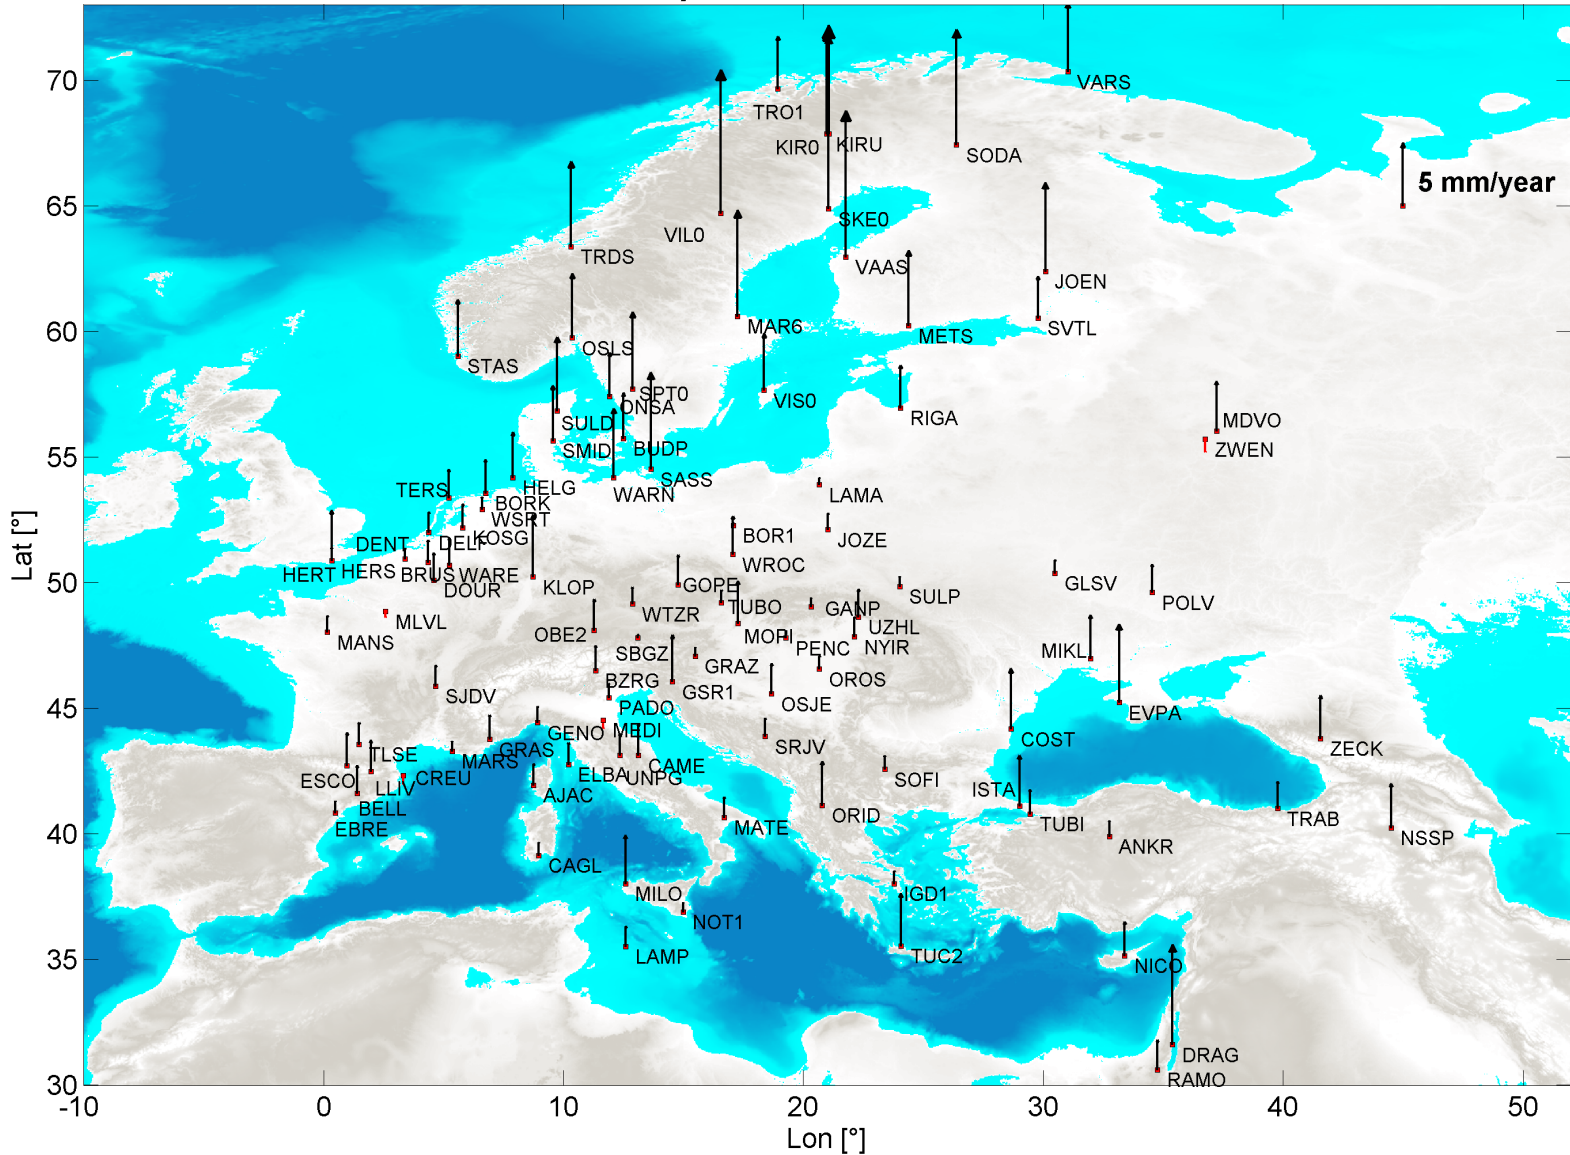 70
65
60
55
50
45
40
35
30
-10
0
10
20
30
40
50
Lat [°]
Lon [°]
5 mm/year
VARS
TRO1
KIR0
KIRU
SODA
SKE0
VIL0
TRDS
VAAS
JOEN
MAR6
METS
SVTL
OSLS
STAS
SPT0
VIS0
ONSA
RIGA
MDVO
SULD
ZWEN
SMID
BUDP
SASS
WARN
HELG
TERS
BORK
WSRT
LAMA
KOSG
DENT
DELF
BOR1
JOZE
WROC
HERT
HERS
BRUS
WARE
DOUR
KLOP
GOPE
GLSV
SULP
POLV
TUBO
GANP
WTZR
UZHL
MLVL
MANS
OBE2
MOPI
PENC
NYIR
MIKL
SBGZ
GRAZ
OROS
BZRG
GSR1
SJDV
OSJE
PADO
EVPA
GENO
MEDI
COST
SRJV
ZECK
GRAS
TLSE
MARS
CAME
UNPG
ELBA
SOFI
ESCO
CREU
LLIV
AJAC
ISTA
BELL
ORID
TRAB
EBRE
MATE
TUBI
NSSP
ANKR
CAGL
MILO
IGD1
NOT1
LAMP
TUC2
NICO
DRAG
RAMO